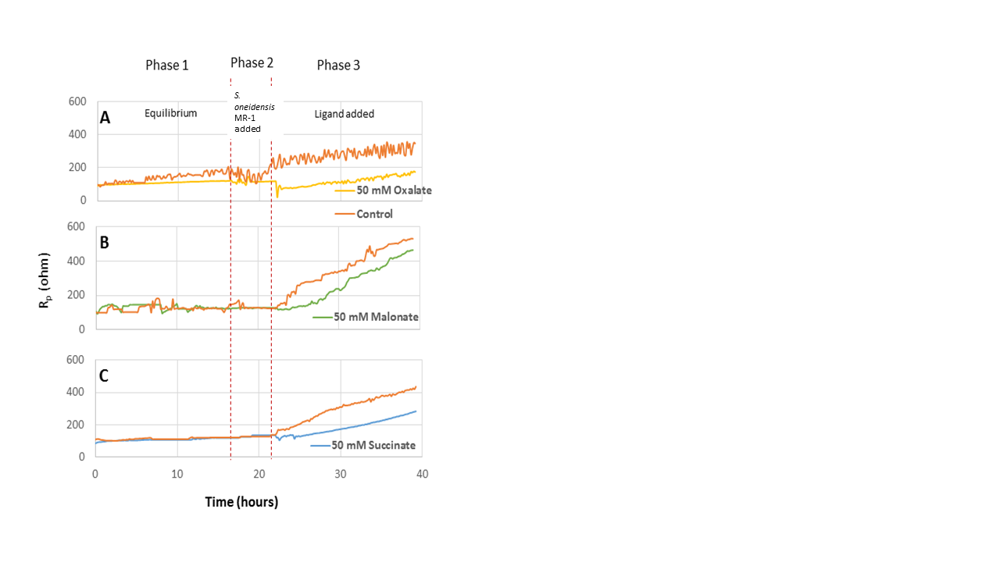 Phase 1
Phase 2
Phase 3
600
400
200
0
A
Equilibrium
S.
oneidensis
MR-1
added
Ligand added
50 mM Oxalate
Control
600
400
200
0
B
50 mM Malonate
Rp (ohm)
600
400
200
0
C
50 mM Succinate
0
10
20
30
40
Time (hours)